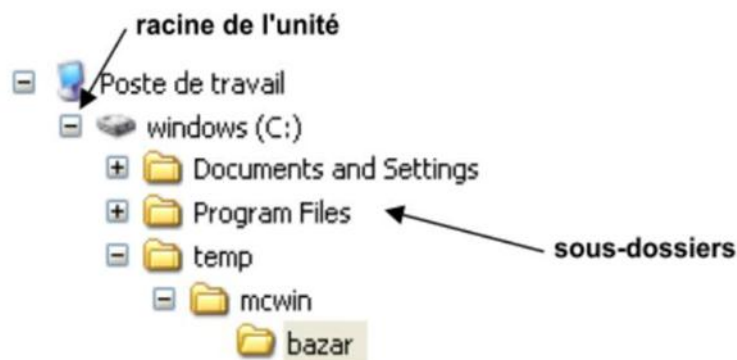 racine de l'unité
Poste de travail
windows (C:)
Documents and Settings
Program Files
sous-dossiers
temp
mcwin
bazar